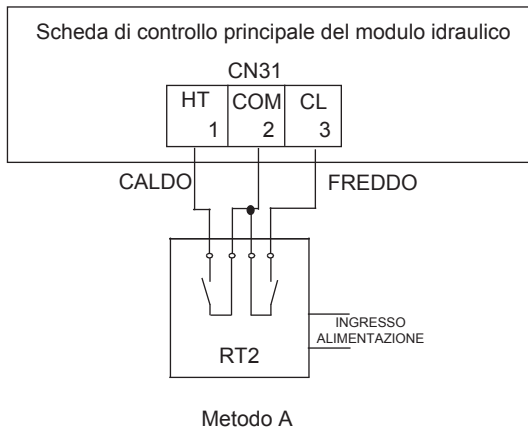 Scheda di controllo principale del modulo idraulico
CN31
HT COM CL
1 2 3
CALDO FREDDO
INGRESSO
ALIMENTAZIONE
RT2
Metodo A